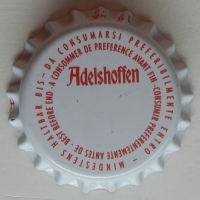 Adelshoffen
DA CONSUMARSI PREFERIBILMENTE ENTRO - MINDESTENS HALTBAR BIS -
A CONSOMMER DE PREFERENCE AVANT FIN - CONSUMIR PREFERENTEMENTE ANTES DE: - BEST BEFORE END -